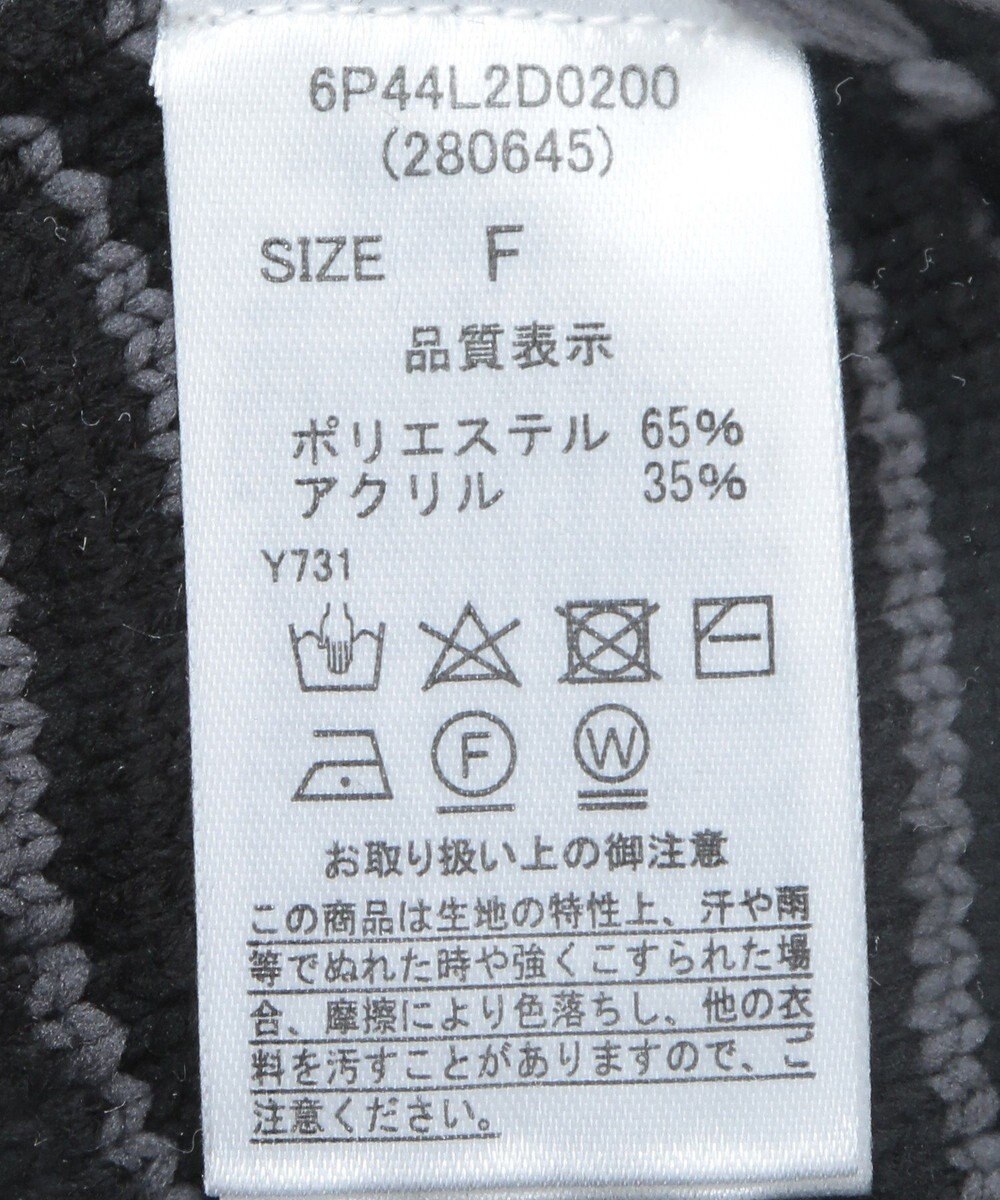 6P44L2D0200
(280645)
SIZE F
品質表示
ポリエステル 65%
アクリル 35%
Y731
F W
お取り扱い上の御注意
この商品は生地の特性上、汗や雨
等でぬれた時や強くこすられた場
合、摩擦により色落ちし、他の衣
料を汚すことがありますので、ご
注意ください。